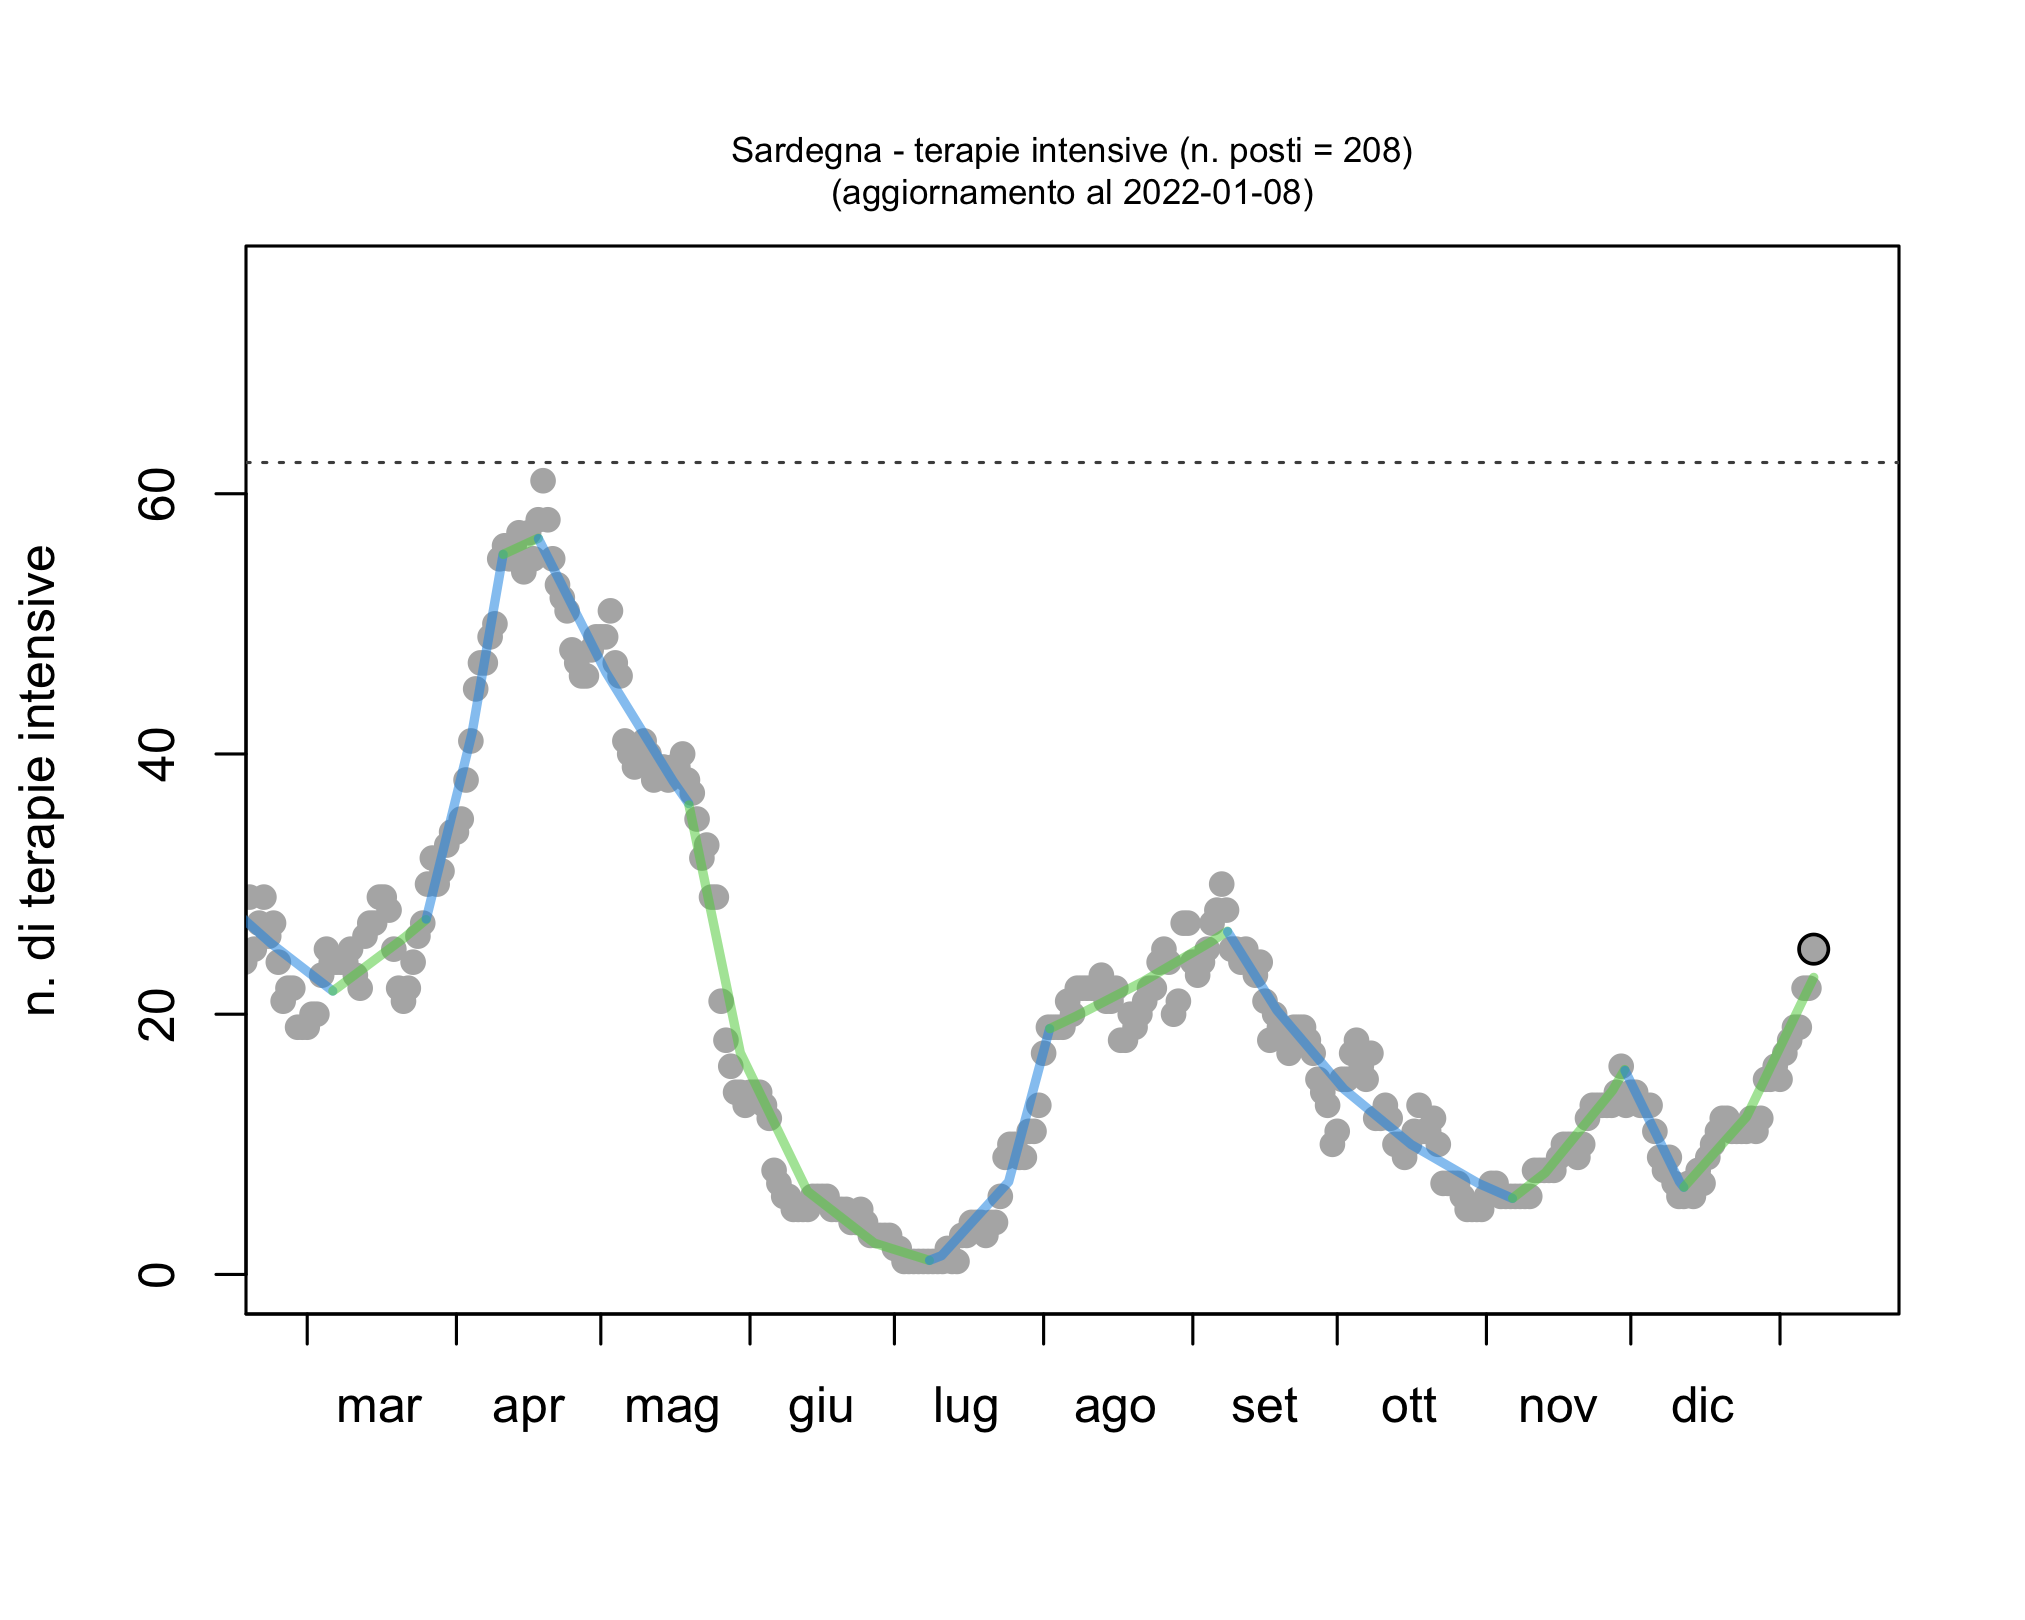 Sardegna - terapie intensive (n. posti = 208)
(aggiornamento al 2022-01-08)
n. di terapie intensive
60
40
20
0
mar apr mag giu lug ago set ott nov dic